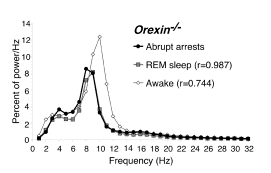 Orexin-/-
Abrupt arrests
REM sleep (r=0.987)
Awake (r=0.744)
Percent of power/Hz
14
12
10
8
6
4
2
0
0 2 4 6 8 10 12 14 16 18 20 22 24 26 28 30 32
Frequency (Hz)